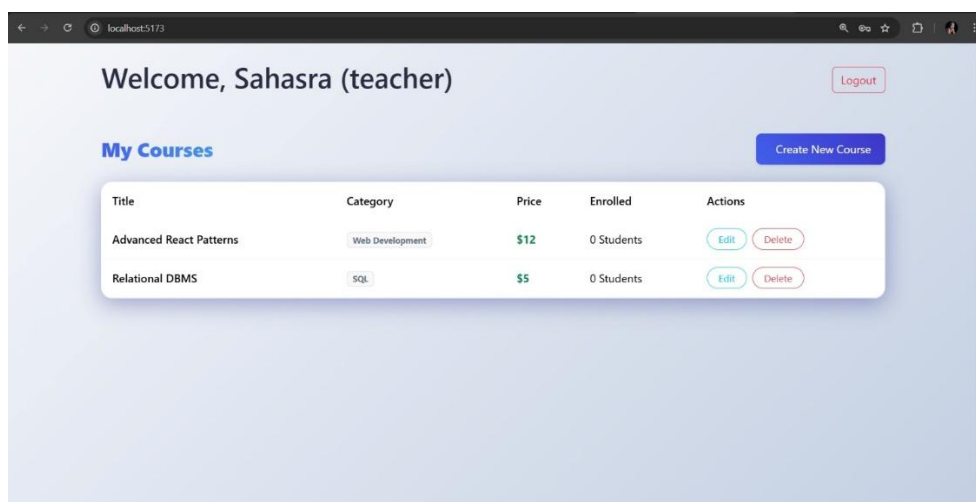 localhost:5173
Welcome, Sahasra (teacher)
Logout
My Courses
Create New Course
Title Category Price Enrolled Actions
Advanced React Patterns Web Development $12 0 Students Edit Delete
Relational DBMS SQL $5 0 Students Edit Delete